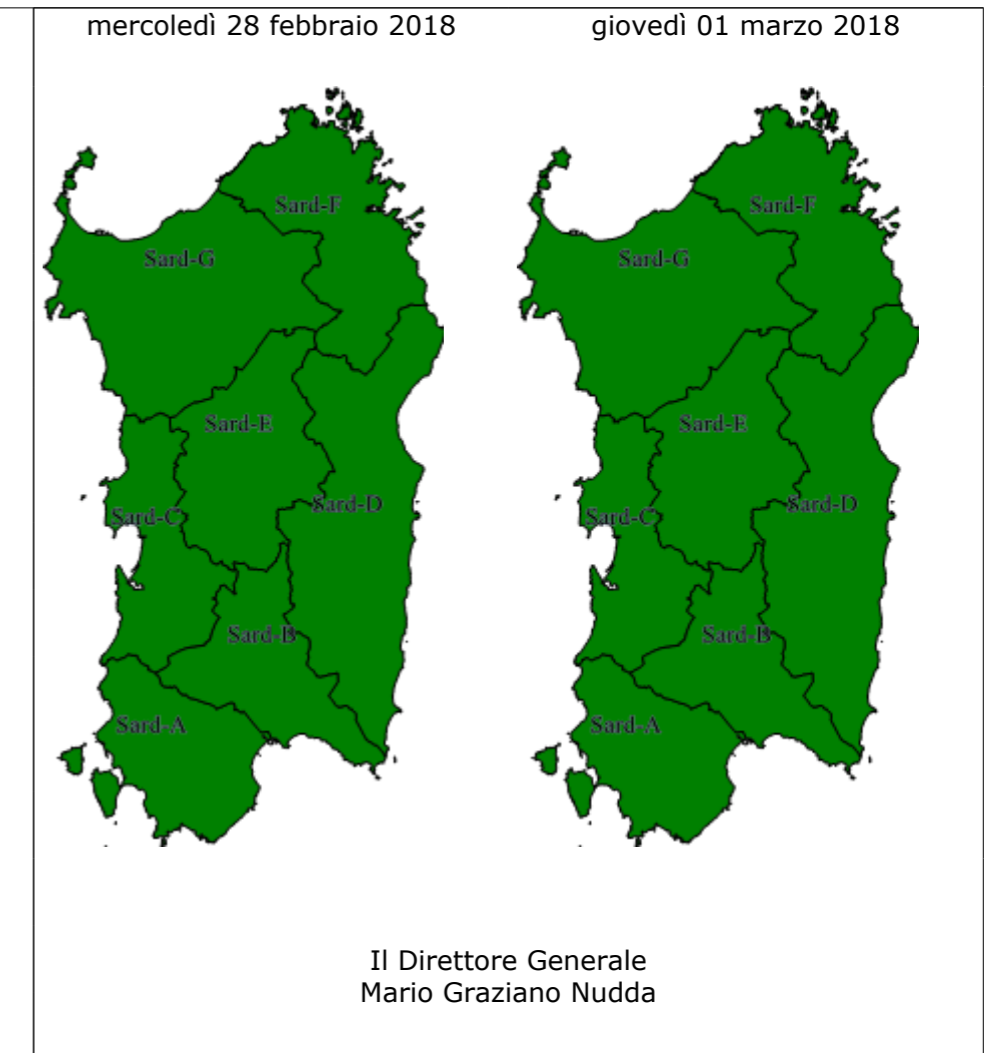 mercoledì 28 febbraio 2018
giovedì 01 marzo 2018
Sard-F
Sard-G
Sard-E
Sard-D
Sard-C
Sard-B
Sard-A
Sard-F
Sard-G
Sard-E
Sard-D
Sard-C
Sard-B
Sard-A
Il Direttore Generale
Mario Graziano Nudda